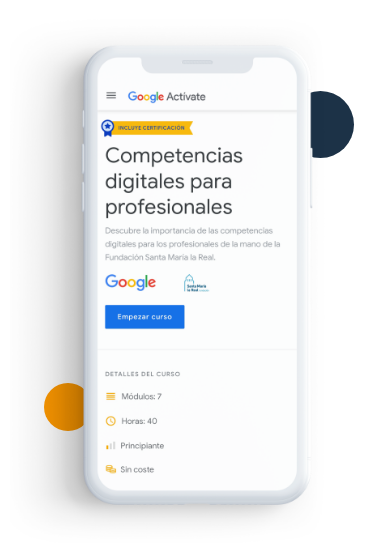 Google Actívate
INCLUYE CERTIFICACIÓN
Competencias
digitales para
profesionales
Descubre la importancia de las competencias
digitales para los profesionales de la mano de la
Fundación Santa María la Real.
Google
Santa María
la Real
Empezar curso
DETALLES DEL CURSO
Módulos: 7
Horas: 40
Principiante
Sin coste